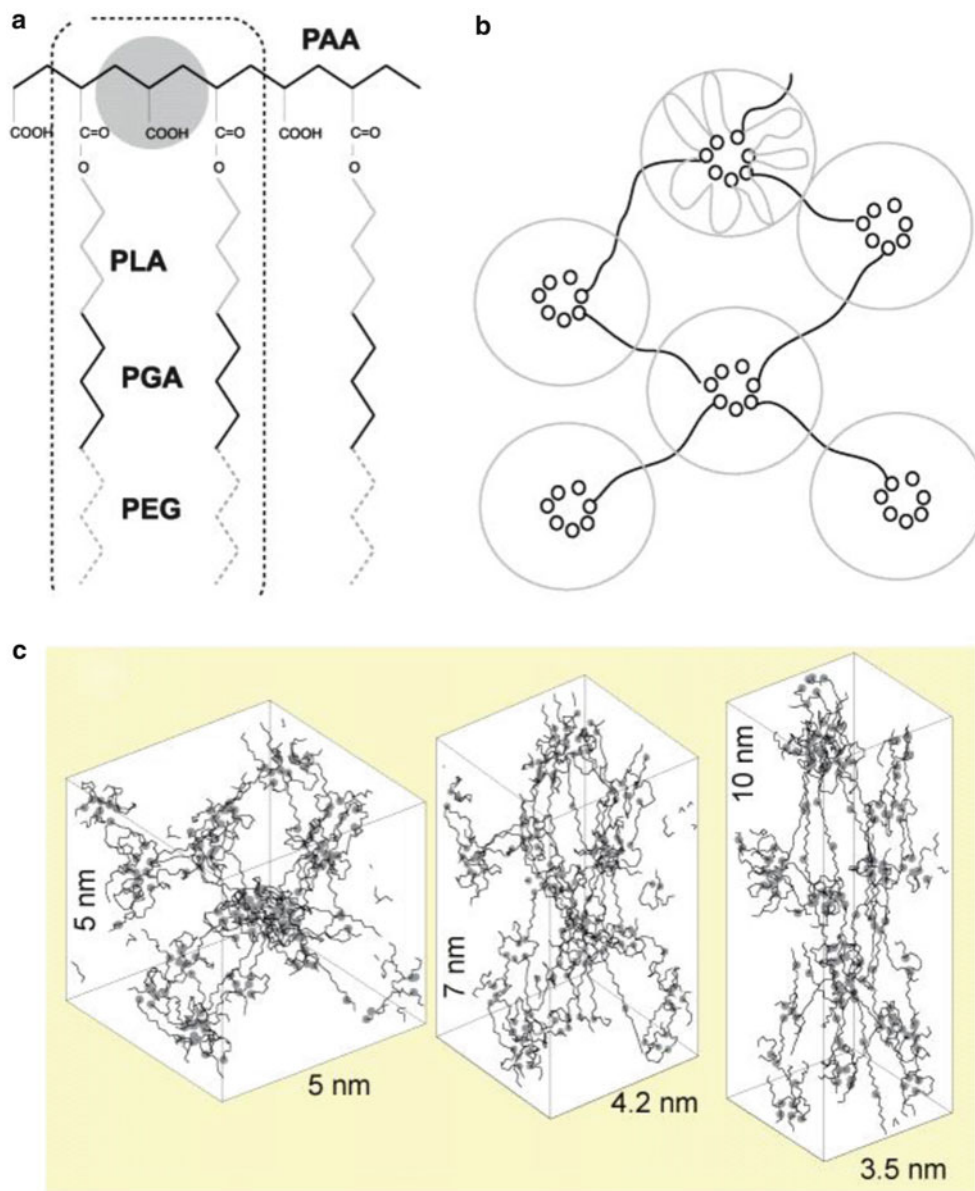 a
PAA
COOH C=O COOH C=O COOH C=O
O O O
PLA
PGA
PEG
b
c
5 nm
5 nm
7 nm
4.2 nm
10 nm
3.5 nm